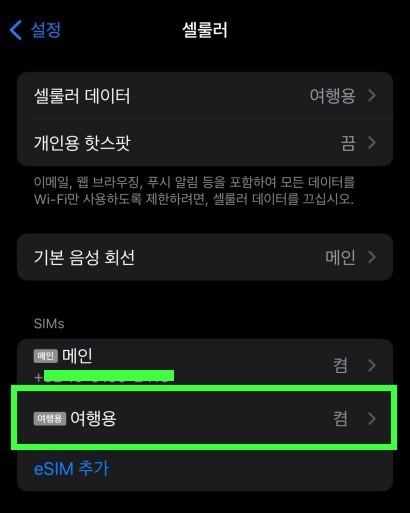 설정
셀룰러
셀룰러 데이터 여행용
개인용 핫스팟 끔
이메일, 웹 브라우징, 푸시 알림 등을 포함하여 모든 데이터를
Wi-Fi만 사용하도록 제한하려면, 셀룰러 데이터를 끄십시오.
기본 음성 회선 메인
SIMs
메인 메인
켬
+
여행용 여행용 켬
eSIM 추가